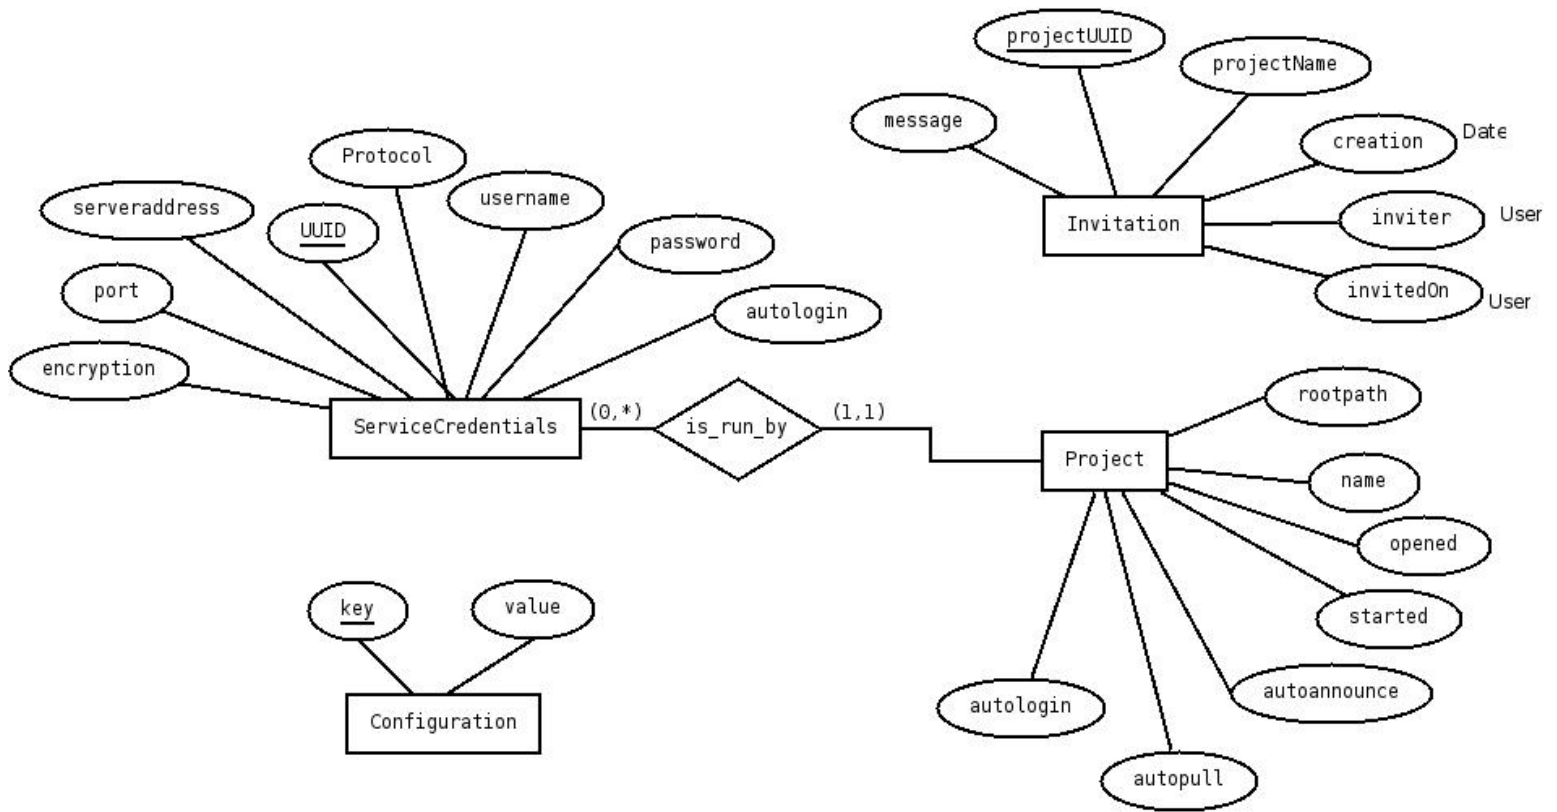 projectUUID
projectName
message
creation
Date
Protocol
username
serveraddress
UUID
Invitation
inviter
User
password
port
invitedOn
User
autologin
encryption
rootpath
ServiceCredentials
(0,*)
is_run_by
(1,1)
Project
name
opened
key
value
started
autoannounce
autologin
Configuration
autopull